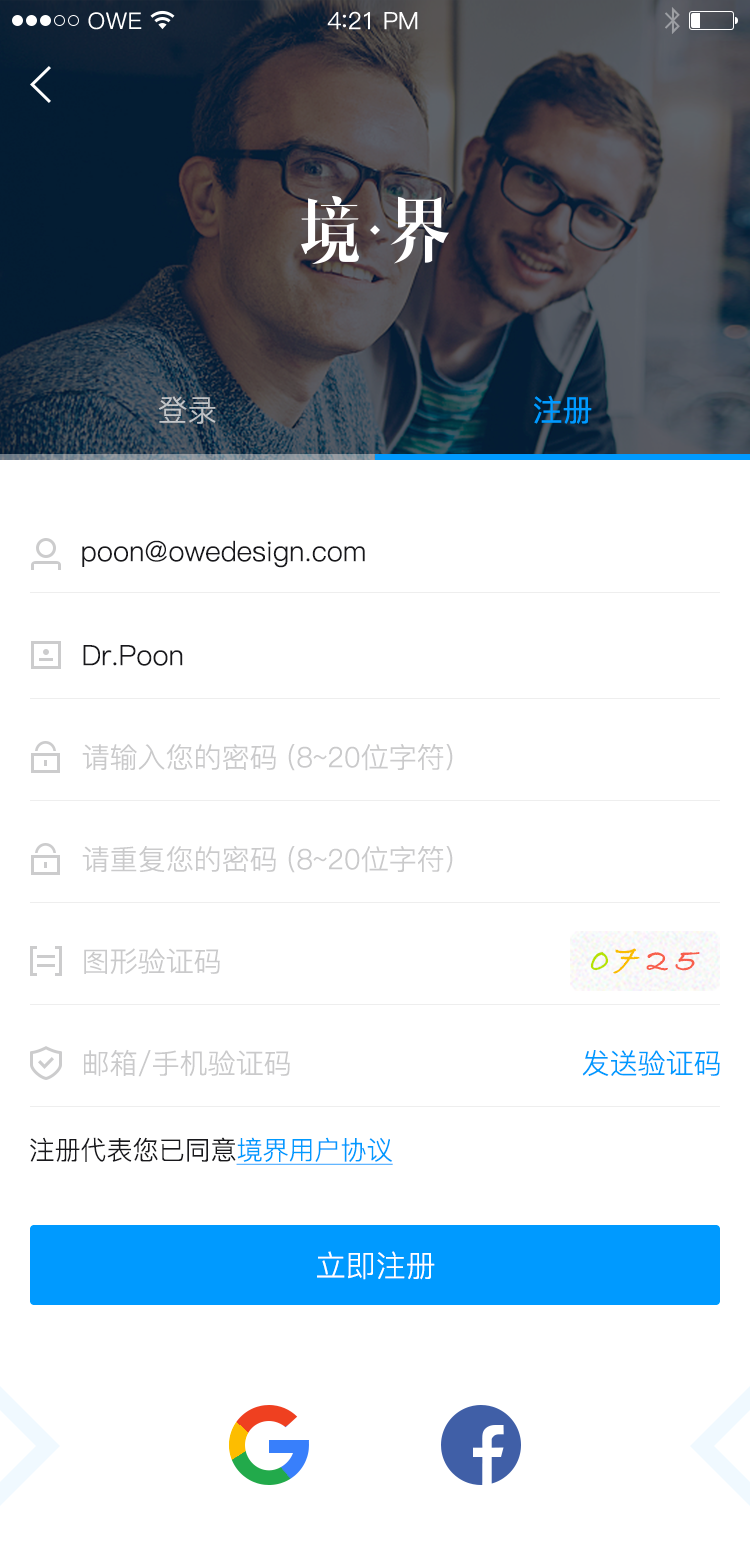 OWE 4:21 PM
境·界
登录 注册
poon@owedesign.com
Dr.Poon
请输入您的密码 (8~20位字符)
请重复您的密码 (8~20位字符)
图形验证码 0725
邮箱/手机验证码 发送验证码
注册代表您已同意境界用户协议
立即注册